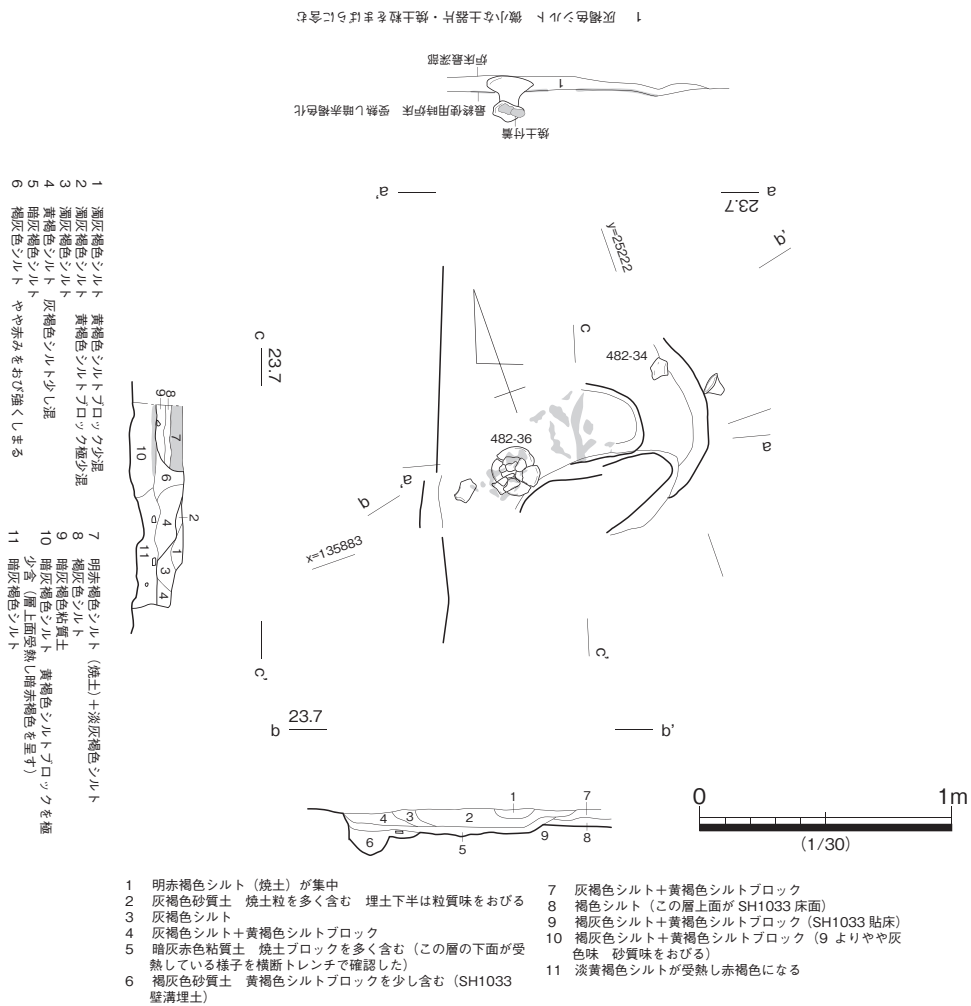 1 灰褐色シルト 微小な土器片・焼土粒をまばらに含む
炉床最深部
1
最終使用時炉床 受熱し暗赤褐色化
焼土付着
a'
a
23.7
y=25222
b'
1 濁灰褐色シルト 黄褐色シルトブロック少混
2 濁灰褐色シルト 黄褐色シルトブロック極少混
3 濁灰褐色シルト
4 黄褐色シルト 灰褐色シルト少し混
5 暗灰褐色シルト
6 褐灰色シルト やや赤みをおび強くしまる
7 明赤褐色シルト（焼土）＋淡灰褐色シルト
8 褐灰色シルト
9 暗灰褐色粘質土
10 暗灰褐色シルト 黄褐色シルトブロックを極
少含（層上面受熱し暗赤褐色を呈す）
11 暗灰褐色シルト
c
23.7
c'
9
8
7
10
6
4
2
11
1
3
4
c
482-34
482-36
a
a'
b
x=135883
c'
b
23.7
b'
4
3
2
1
7
6
5
9
8
0
1m
(1/30)
1 明赤褐色シルト（焼土）が集中
2 灰褐色砂質土 焼土粒を多く含む 埋土下半は粒質味をおびる
3 灰褐色シルト
4 灰褐色シルト＋黄褐色シルトブロック
5 暗灰赤色粘質土 焼土ブロックを多く含む（この層の下面が受
熱している様子を横断トレンチで確認した）
6 褐灰色砂質土 黄褐色シルトブロックを少し含む（SH1033
壁溝埋土）
7 灰褐色シルト＋黄褐色シルトブロック
8 褐色シルト（この層上面が SH1033 床面）
9 褐灰色シルト＋黄褐色シルトブロック（SH1033 貼床）
10 褐灰色シルト＋黄褐色シルトブロック（9 よりやや灰
色味 砂質味をおびる）
11 淡黄褐色シルトが受熱し赤褐色になる